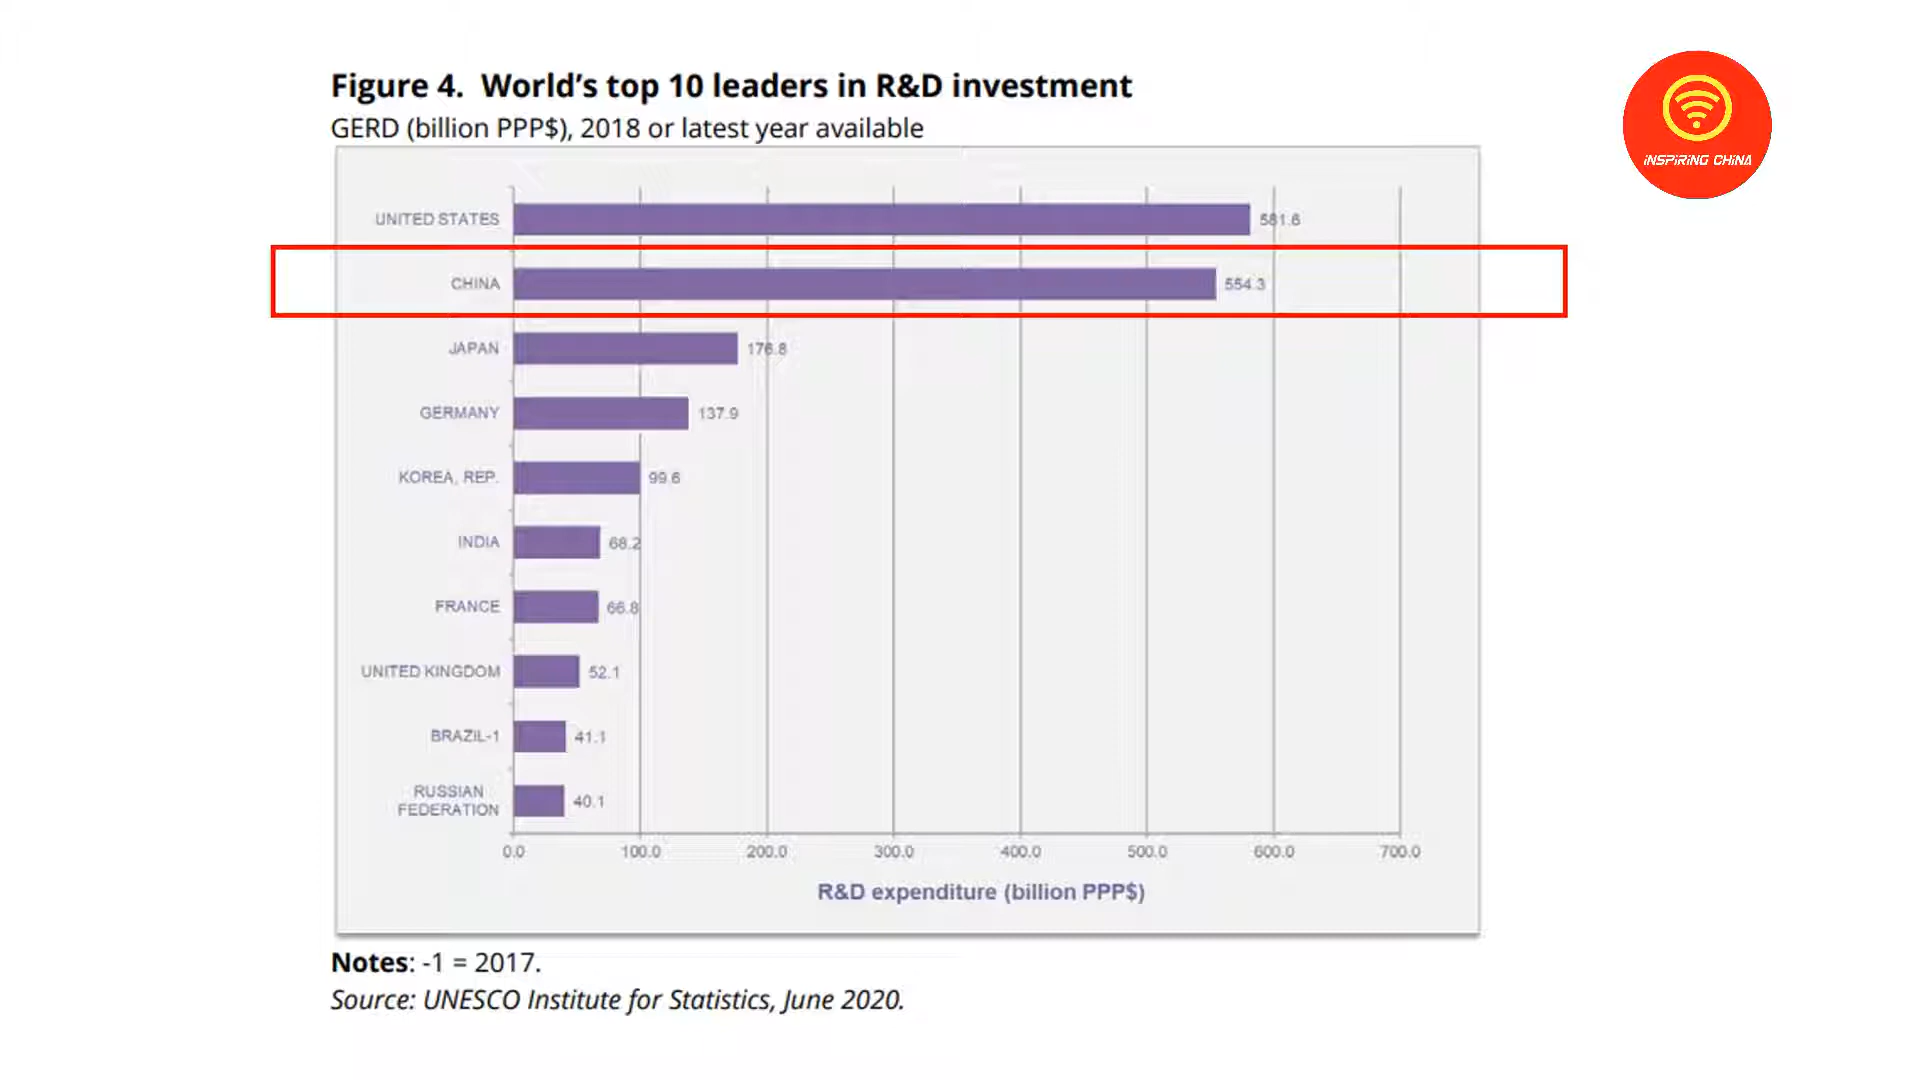 Figure 4.  World's top 10 leaders in R&D investment
GERD (billion PPP$), 2018 or latest year available
iNSPiRiNG CHiNA
UNITED STATES 581.6
CHINA 554.3
JAPAN 176.8
GERMANY 137.9
KOREA, REP. 99.6
INDIA 68.2
FRANCE 66.8
UNITED KINGDOM 52.1
BRAZIL-1 41.1
RUSSIAN
FEDERATION 40.1
0.0 100.0 200.0 300.0 400.0 500.0 600.0 700.0
R&D expenditure (billion PPP$)
Notes: -1 = 2017.
Source: UNESCO Institute for Statistics, June 2020.